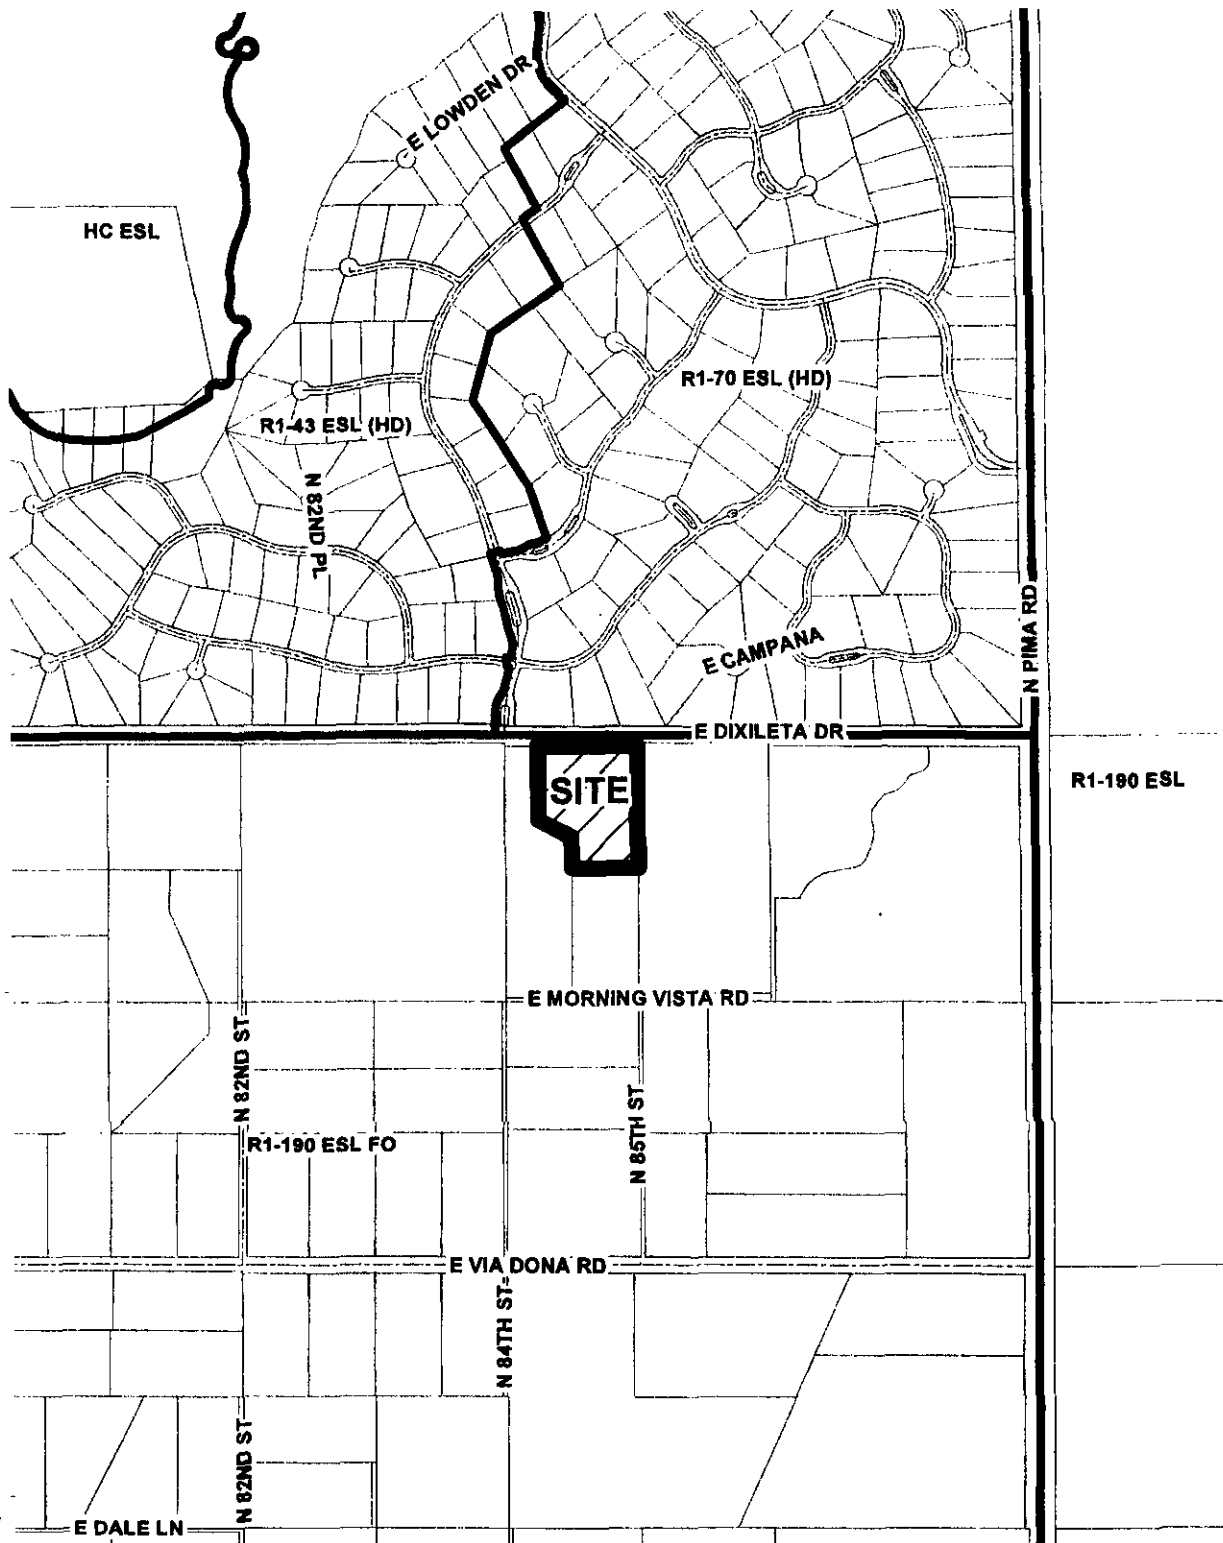 E LOWDEN DR
HC ESL
R1-70 ESL (HD)
R1-43 ESL (HD)
N 82ND PL
E CAMPANA
N PIMA RD
E DIXILETA DR
SITE
R1-190 ESL
E MORNING VISTA RD
N 82ND ST
N 85TH ST
R1-190 ESL FO
E VIA DONA RD
N 84TH ST
N 82ND ST
E DALE LN